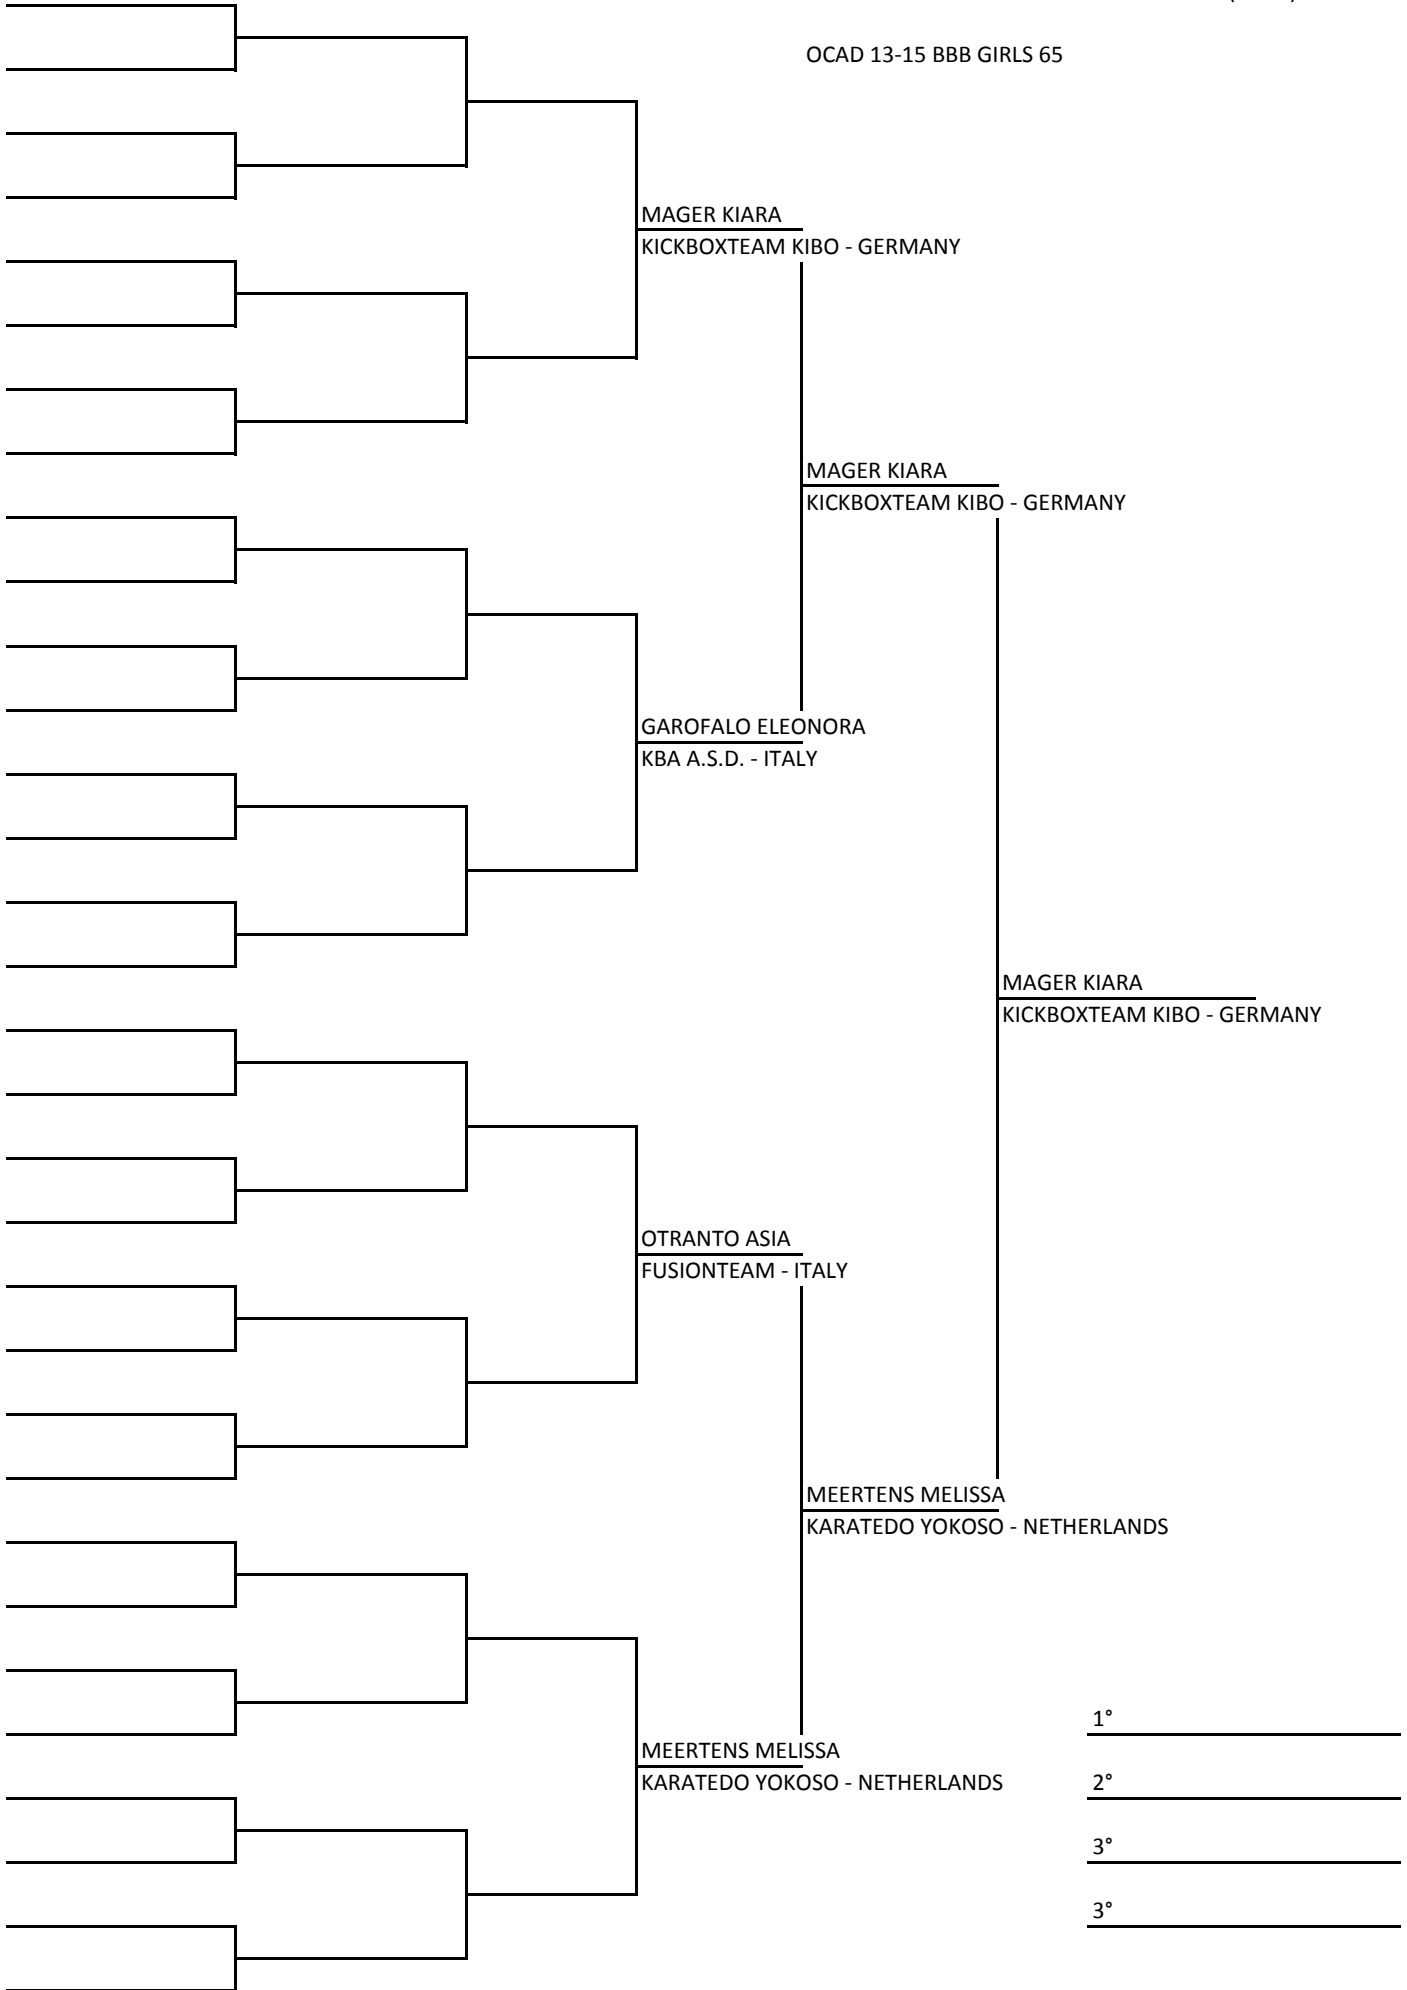 OCAD 13-15 BBB GIRLS 65
MAGER KIARA
KICKBOXTEAM KIBO - GERMANY
MAGER KIARA
KICKBOXTEAM KIBO - GERMANY
GAROFALO ELEONORA
KBA A.S.D. - ITALY
MAGER KIARA
KICKBOXTEAM KIBO - GERMANY
OTRANTO ASIA
FUSIONTEAM - ITALY
MEERTENS MELISSA
KARATEDO YOKOSO - NETHERLANDS
1°
MEERTENS MELISSA
KARATEDO YOKOSO - NETHERLANDS
2°
3°
3°